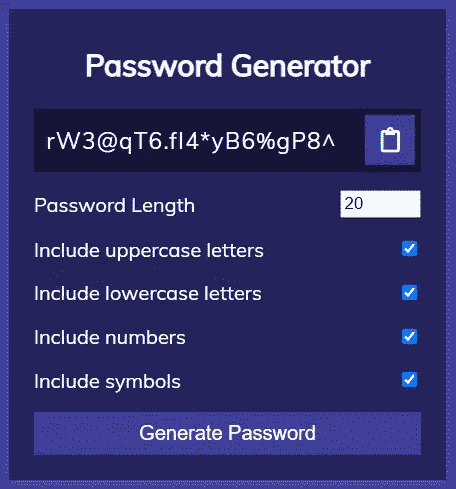 Password Generator
rW3@qT6.fI4*yB6%gP8^
Password Length
20
Include uppercase letters
Include lowercase letters
Include numbers
Include symbols
Generate Password